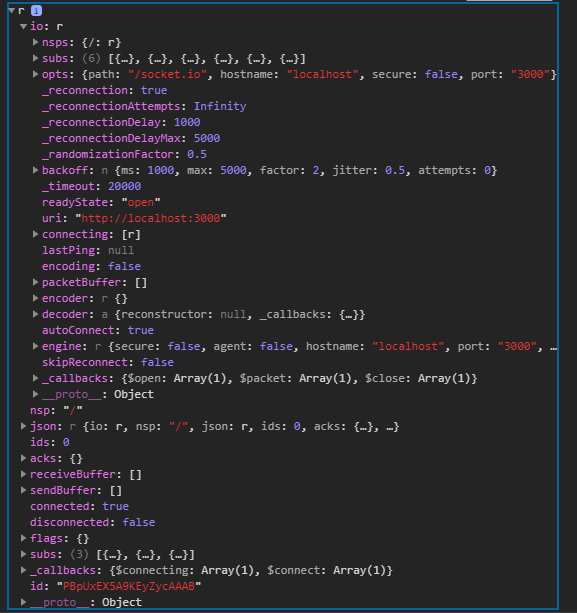 r i
io: r
nsps: {/: r}
subs: (6) [{…}, {…}, {…}, {…}, {…}, {…}]
opts: {path: "/socket.io", hostname: "localhost", secure: false, port: "3000"}
_reconnection: true
_reconnectionAttempts: Infinity
_reconnectionDelay: 1000
_reconnectionDelayMax: 5000
_randomizationFactor: 0.5
backoff: n {ms: 1000, max: 5000, factor: 2, jitter: 0.5, attempts: 0}
_timeout: 20000
readyState: "open"
uri: "http://localhost:3000"
connecting: [r]
lastPing: null
encoding: false
packetBuffer: []
encoder: r {}
decoder: a {reconstructor: null, _callbacks: {…}}
autoConnect: true
engine: r {secure: false, agent: false, hostname: "localhost", port: "3000", …
skipReconnect: false
_callbacks: {$open: Array(1), $packet: Array(1), $close: Array(1)}
__proto__: Object
nsp: "/"
json: r {io: r, nsp: "/", json: r, ids: 0, acks: {…}, …}
ids: 0
acks: {}
receiveBuffer: []
sendBuffer: []
connected: true
disconnected: false
flags: {}
subs: (3) [{…}, {…}, {…}]
_callbacks: {$connecting: Array(1), $connect: Array(1)}
id: "PBpUxEX5A9KEyZycAAAB"
__proto__: Object